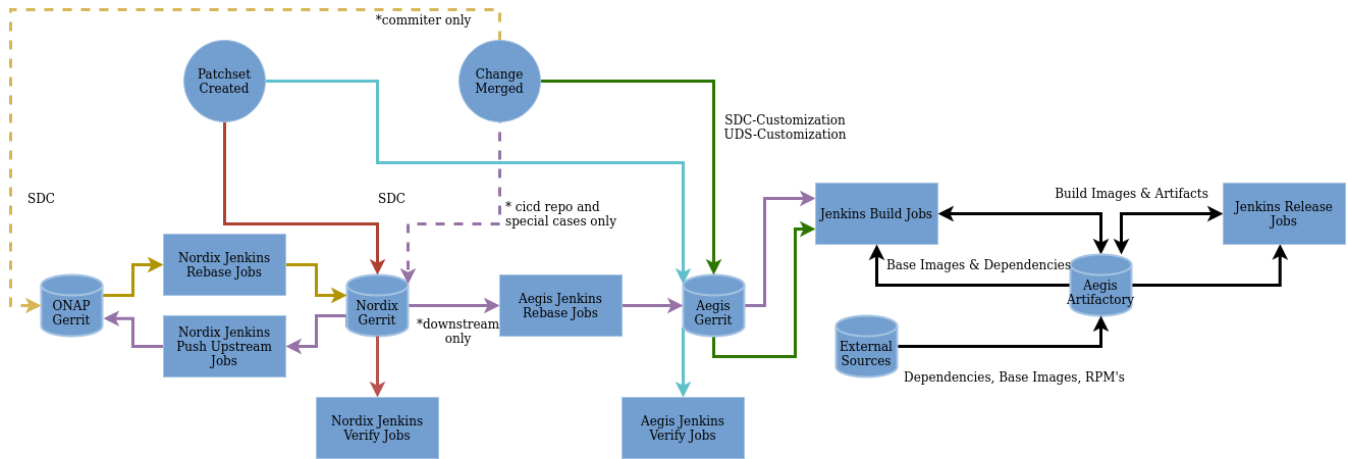 *commiter only
Patchset
Created
Change
Merged
SDC-Customization
UDS-Customization
SDC
SDC
* cicd repo and
special cases only
Jenkins Build Jobs
Build Images & Artifacts
Jenkins Release
Jobs
Nordix Jenkins
Rebase Jobs
Base Images & Dependencies
ONAP
Gerrit
Nordix
Gerrit
Aegis Jenkins
Rebase Jobs
Aegis
Gerrit
Aegis
Artifactory
*downstream
only
Nordix Jenkins
Push Upstream
Jobs
External
Sources
Dependencies, Base Images, RPM's
Nordix Jenkins
Verify Jobs
Aegis Jenkins
Verify Jobs